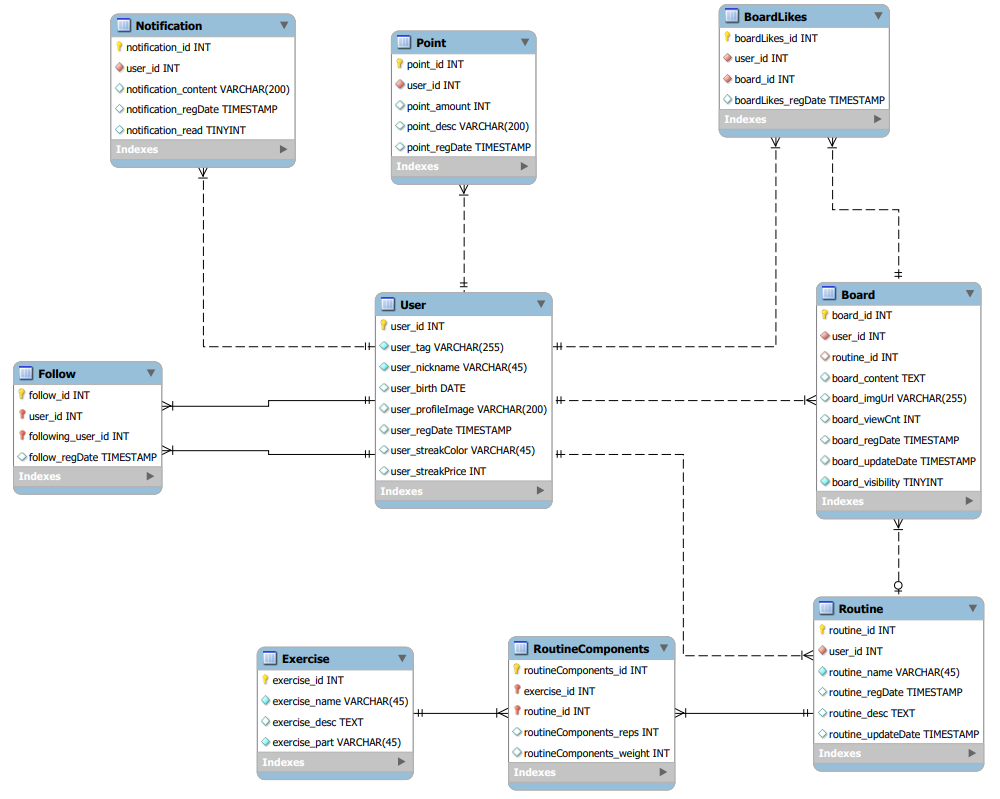 Notification
notification_id INT
user_id INT
notification_content VARCHAR(200)
notification_regDate TIMESTAMP
notification_read TINYINT
Indexes
Point
point_id INT
user_id INT
point_amount INT
point_desc VARCHAR(200)
point_regDate TIMESTAMP
Indexes
BoardLikes
boardLikes_id INT
user_id INT
board_id INT
boardLikes_regDate TIMESTAMP
Indexes
User
user_id INT
user_tag VARCHAR(255)
user_nickname VARCHAR(45)
user_birth DATE
user_profileImage VARCHAR(200)
user_regDate TIMESTAMP
user_streakColor VARCHAR(45)
user_streakPrice INT
Indexes
Board
board_id INT
user_id INT
routine_id INT
board_content TEXT
board_imgUrl VARCHAR(255)
board_viewCnt INT
board_regDate TIMESTAMP
board_updateDate TIMESTAMP
board_visibility TINYINT
Indexes
Follow
follow_id INT
user_id INT
following_user_id INT
follow_regDate TIMESTAMP
Indexes
Exercise
exercise_id INT
exercise_name VARCHAR(45)
exercise_desc TEXT
exercise_part VARCHAR(45)
Indexes
RoutineComponents
routineComponents_id INT
exercise_id INT
routine_id INT
routineComponents_reps INT
routineComponents_weight INT
Indexes
Routine
routine_id INT
user_id INT
routine_name VARCHAR(45)
routine_regDate TIMESTAMP
routine_desc TEXT
routine_updateDate TIMESTAMP
Indexes